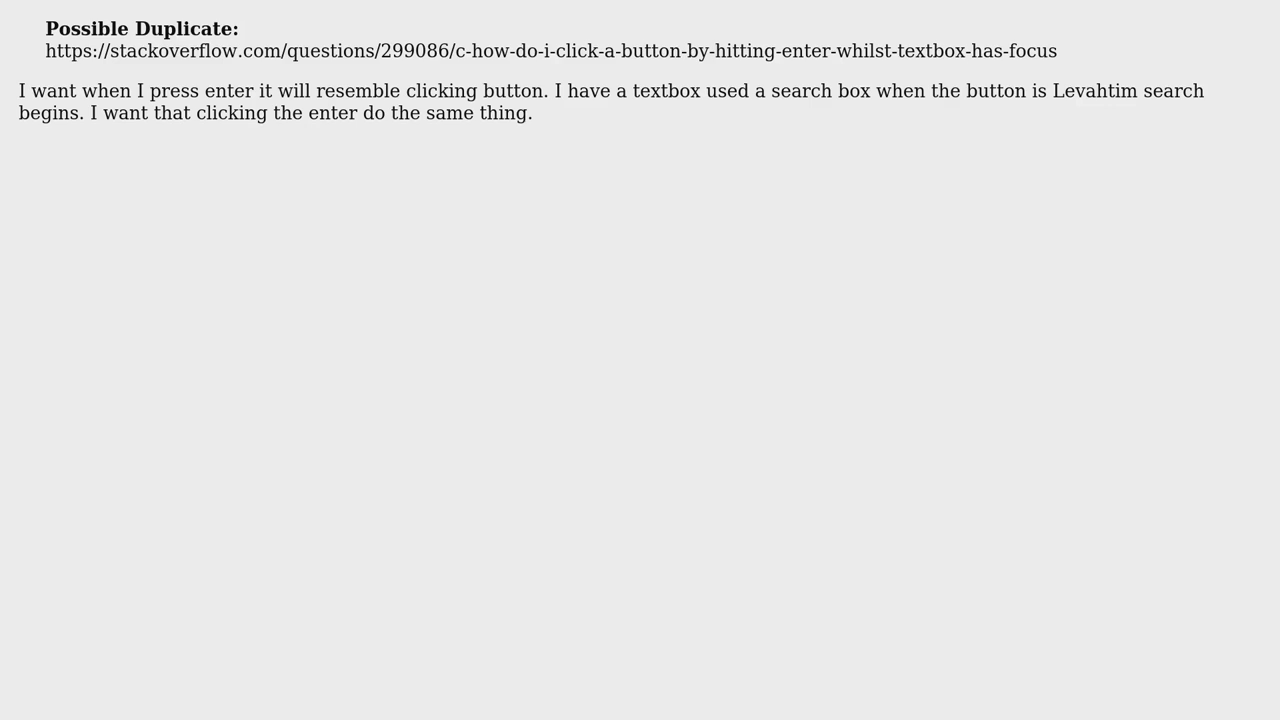 Possible Duplicate:
https://stackoverflow.com/questions/299086/c-how-do-i-click-a-button-by-hitting-enter-whilst-textbox-has-focus
I want when I press enter it will resemble clicking button. I have a textbox used a search box when the button is Levahtim search
begins. I want that clicking the enter do the same thing.